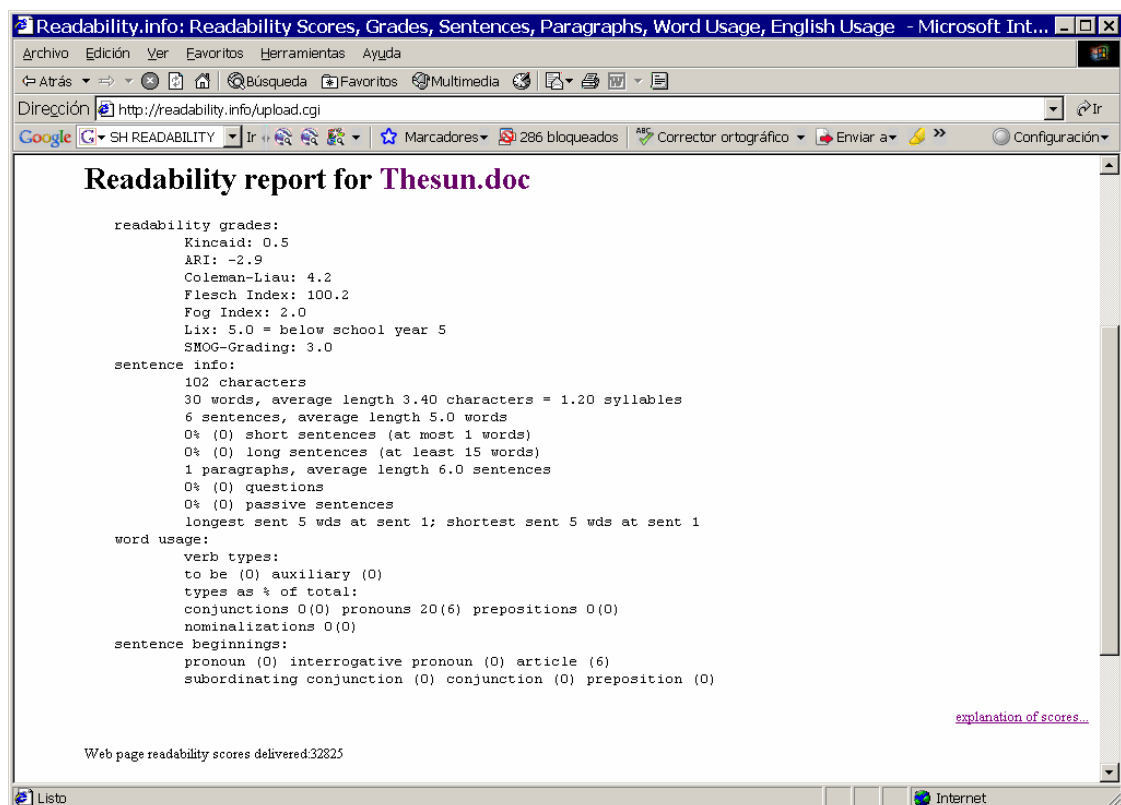 Readability.info: Readability Scores, Grades, Sentences, Paragraphs, Word Usage, English Usage - Microsoft Int...
Archivo Edición Ver Favoritos Herramientas Ayuda
Atrás Búsqueda Favoritos Multimedia
Dirección http://readability.info/upload.cgi Ir
Google G SH READABILITY Ir Marcadores 286 bloqueados ABC Corrector ortográfico Enviar a » Configuración
Readability report for Thesun.doc
readability grades:
Kincaid: 0.5
ARI: -2.9
Coleman-Liau: 4.2
Flesch Index: 100.2
Fog Index: 2.0
Lix: 5.0 = below school year 5
SMOG-Grading: 3.0
sentence info:
102 characters
30 words, average length 3.40 characters = 1.20 syllables
6 sentences, average length 5.0 words
0% (0) short sentences (at most 1 words)
0% (0) long sentences (at least 15 words)
1 paragraphs, average length 6.0 sentences
0% (0) questions
0% (0) passive sentences
longest sent 5 wds at sent 1; shortest sent 5 wds at sent 1
word usage:
verb types:
to be (0) auxiliary (0)
types as % of total:
conjunctions 0(0) pronouns 20(6) prepositions 0(0)
nominalizations 0(0)
sentence beginnings:
pronoun (0) interrogative pronoun (0) article (6)
subordinating conjunction (0) conjunction (0) preposition (0)
explanation of scores...
Web page readability scores delivered:32825
Listo Internet